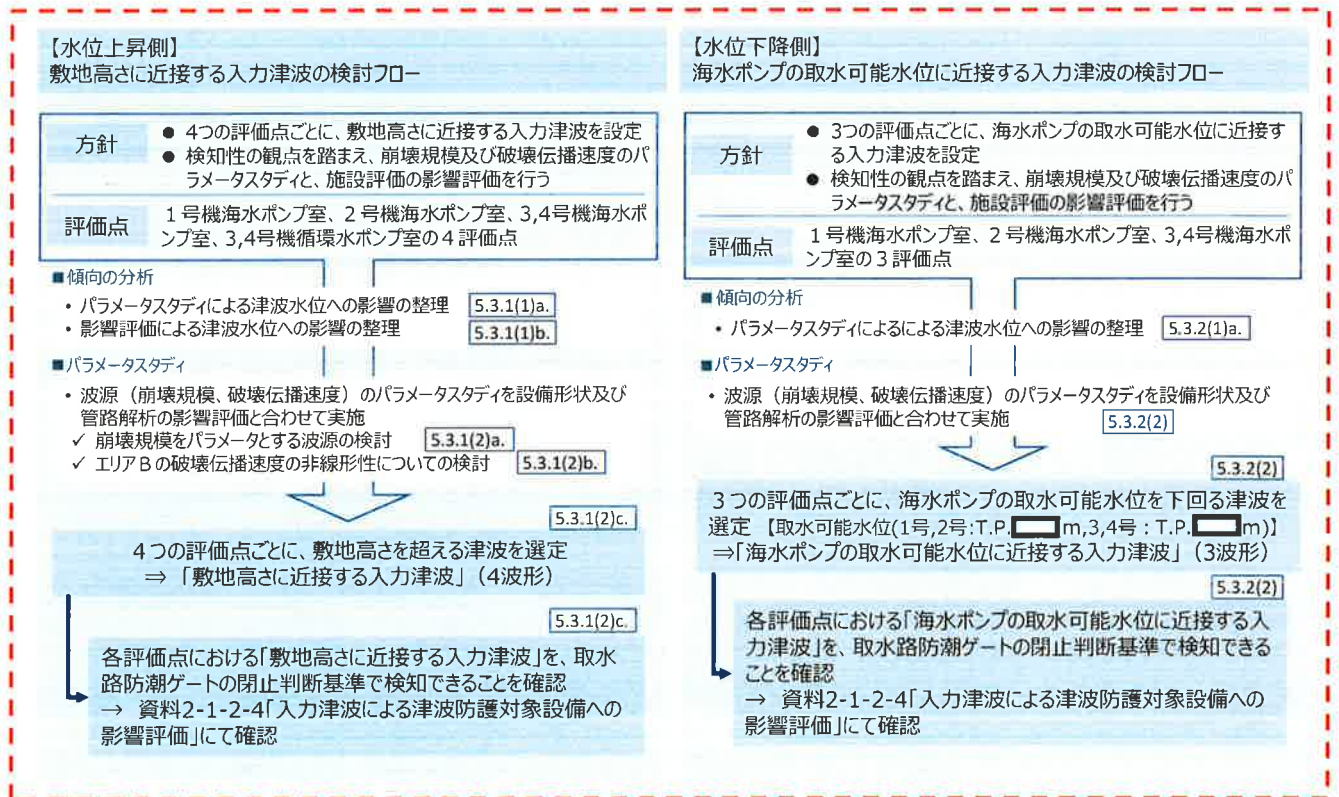 【水位上昇側】
敷地高さに近接する入力津波の検討フロー
方針
● 4つの評価点ごとに、敷地高さに近接する入力津波を設定
● 検知性の観点を踏まえ、崩壊規模及び破壊伝播速度のパ
ラメータスタディと、施設評価の影響評価を行う
評価点
1号機海水ポンプ室、2号機海水ポンプ室、3,4号機海水ポ
ンプ室、3,4号機循環水ポンプ室の4評価点
■傾向の分析
・パラメータスタディによる津波水位への影響の整理 5.3.1(1)a.
・影響評価による津波水位への影響の整理 5.3.1(1)b.
■パラメータスタディ
・波源（崩壊規模、破壊伝播速度）のパラメータスタディを設備形状及び
管路解析の影響評価と合わせて実施
✓ 崩壊規模をパラメータとする波源の検討 5.3.1(2)a.
✓ エリアBの破壊伝播速度の非線形性についての検討 5.3.1(2)b.
5.3.1(2)c.
4つの評価点ごとに、敷地高さを超える津波を選定
⇒「敷地高さに近接する入力津波」（4波形）
5.3.1(2)c.
各評価点における「敷地高さに近接する入力津波」を、取水
路防潮ゲートの閉止判断基準で検知できることを確認
→ 資料2-1-2-4「入力津波による津波防護対象設備への
影響評価」にて確認
【水位下降側】
海水ポンプの取水可能水位に近接する入力津波の検討フロー
方針
● 3つの評価点ごとに、海水ポンプの取水可能水位に近接す
る入力津波を設定
● 検知性の観点を踏まえ、崩壊規模及び破壊伝播速度のパ
ラメータスタディと、施設評価の影響評価を行う
評価点
1号機海水ポンプ室、2号機海水ポンプ室、3,4号機海水ポ
ンプ室の3評価点
■傾向の分析
・パラメータスタディによるによる津波水位への影響の整理 5.3.2(1)a.
■パラメータスタディ
・波源（崩壊規模、破壊伝播速度）のパラメータスタディを設備形状及び
管路解析の影響評価と合わせて実施 5.3.2(2)
5.3.2(2)
3つの評価点ごとに、海水ポンプの取水可能水位を下回る津波を
選定 【取水可能水位(1号,2号:T.P. m,3,4号：T.P. m)】
⇒「海水ポンプの取水可能水位に近接する入力津波」（3波形）
5.3.2(2)
各評価点における「海水ポンプの取水可能水位に近接する入
力津波」を、取水路防潮ゲートの閉止判断基準で検知できる
ことを確認
→ 資料2-1-2-4「入力津波による津波防護対象設備への
影響評価」にて確認